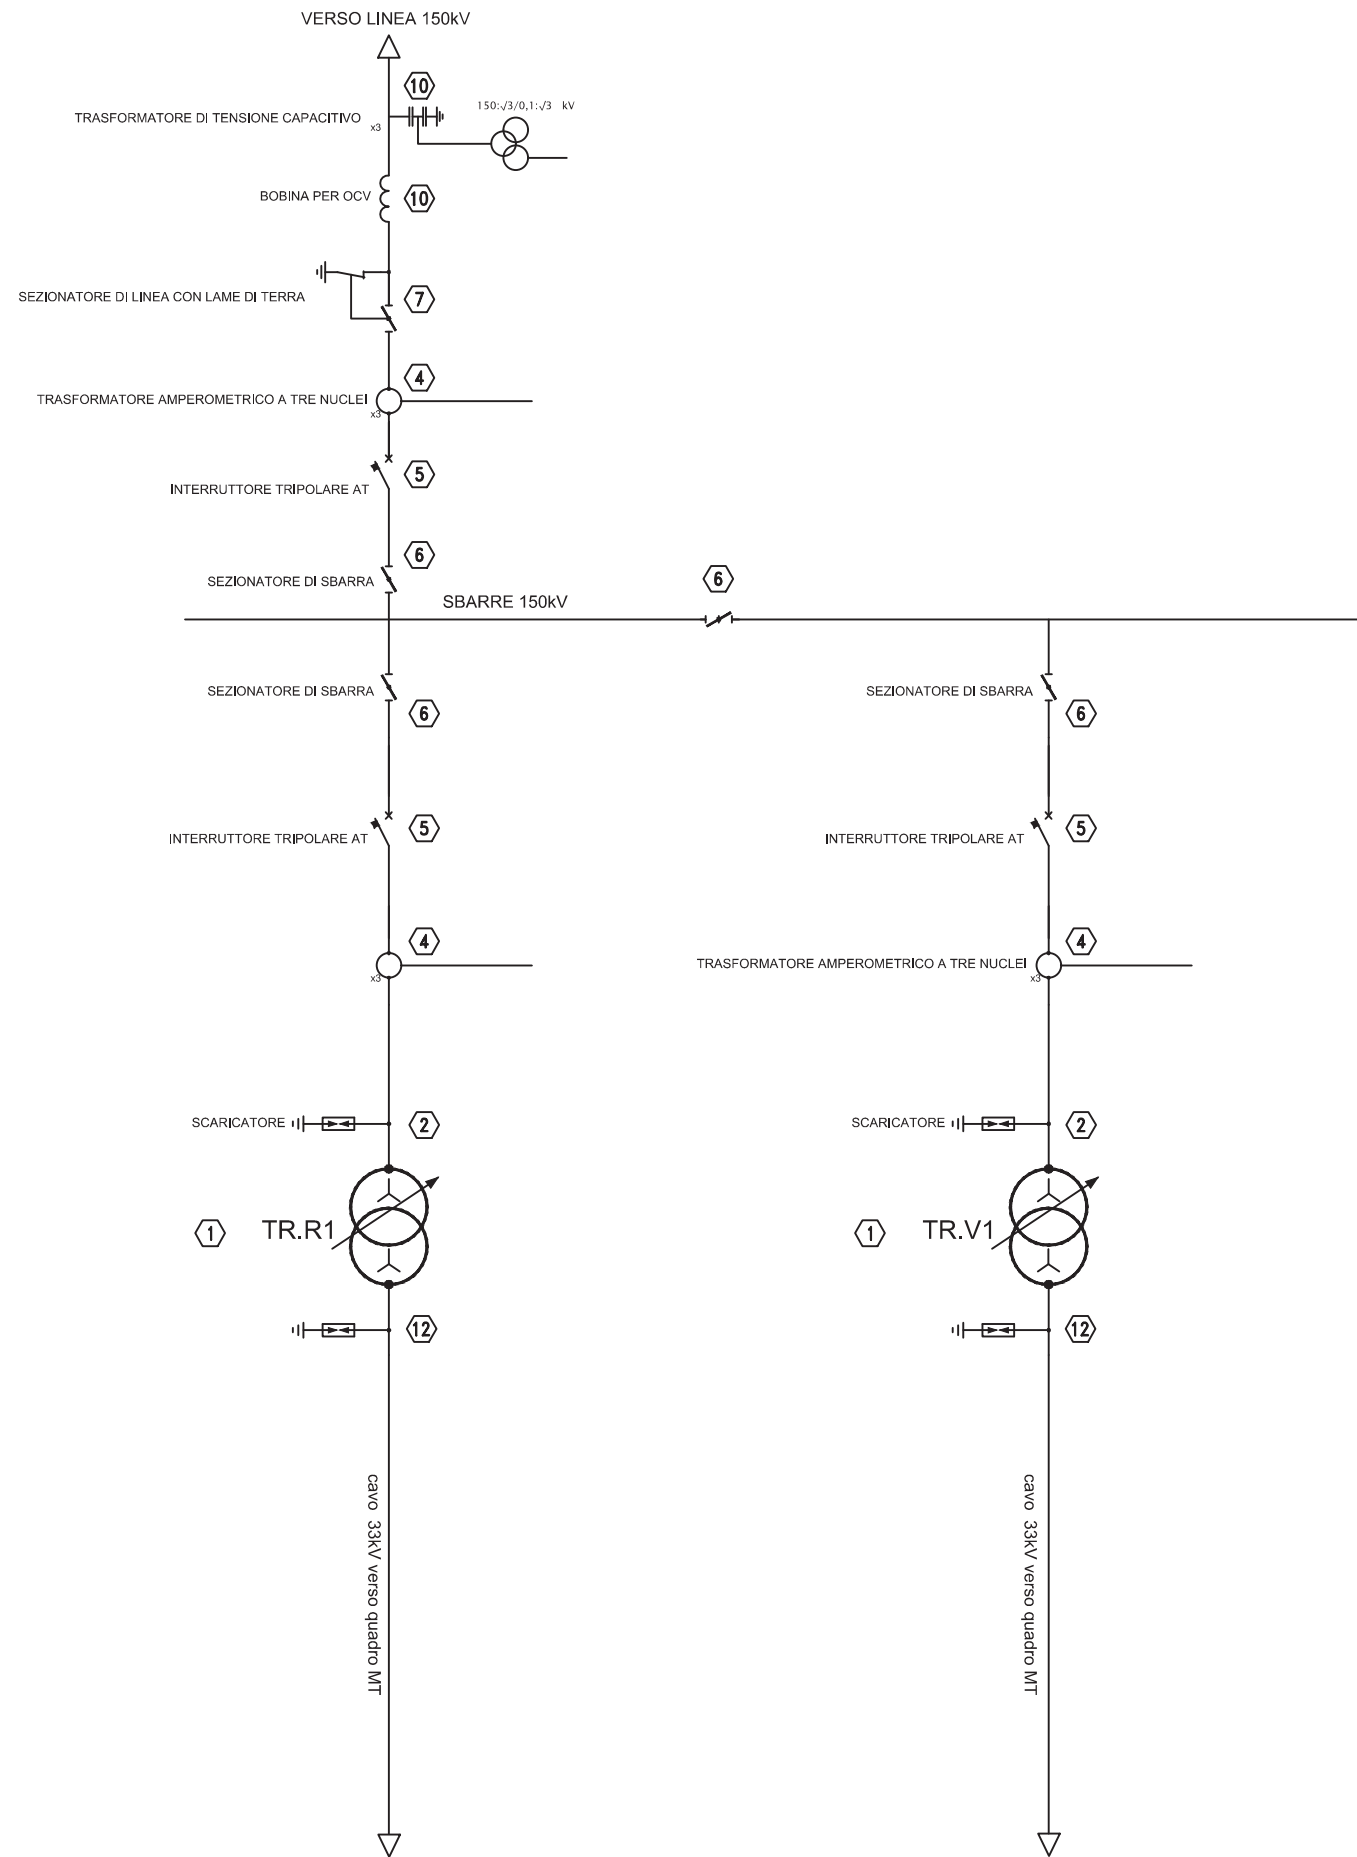 VERSO LINEA 150kV
10
150:√3/0,1:√3 kV
TRASFORMATORE DI TENSIONE CAPACITIVO
x3
BOBINA PER OCV
10
SEZIONATORE DI LINEA CON LAME DI TERRA
7
4
TRASFORMATORE AMPEROMETRICO A TRE NUCLEI
x3
5
INTERRUTTORE TRIPOLARE AT
6
SEZIONATORE DI SBARRA
6
SBARRE 150kV
SEZIONATORE DI SBARRA
6
SEZIONATORE DI SBARRA
6
INTERRUTTORE TRIPOLARE AT
5
INTERRUTTORE TRIPOLARE AT
5
4
x3
4
TRASFORMATORE AMPEROMETRICO A TRE NUCLEI
x3
SCARICATORE
2
SCARICATORE
2
1
TR.R1
1
TR.V1
12
12
cavo 33kV verso quadro MT
cavo 33kV verso quadro MT